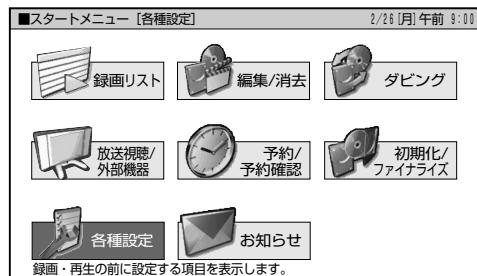 ■スタートメニュー［各種設定］ 2/26[月]午前 9:00
録画リスト
編集/消去
ダビング
放送視聴/
外部機器
予約/
予約確認
初期化/
ファイナライズ
各種設定
お知らせ
録画・再生の前に設定する項目を表示します。